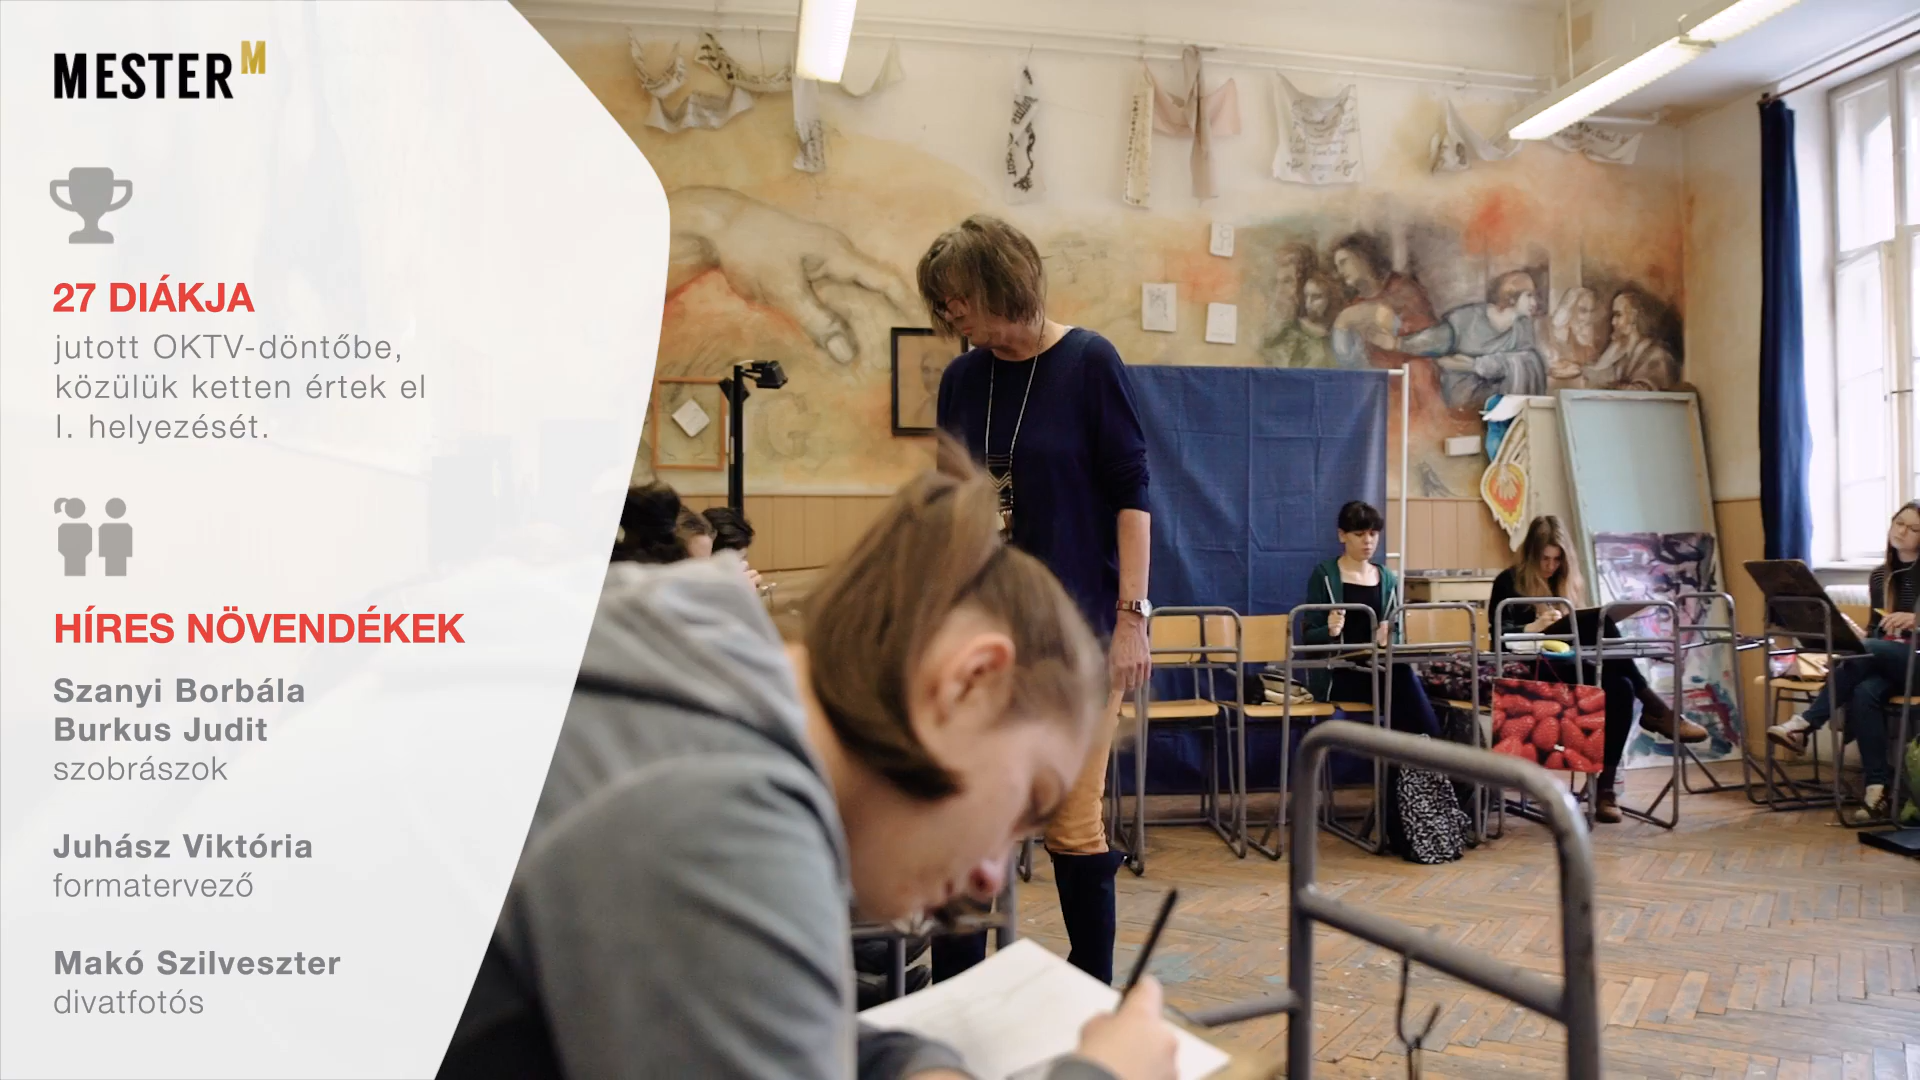 MESTER M
27 DIÁKJA
jutott OKTV-döntőbe,
közülük ketten értek el
I. helyezését.
HÍRES NÖVENDÉKEK
Szanyi Borbála
Burkus Judit
szobrászok
Juhász Viktória
formatervező
Makó Szilveszter
divatfotós